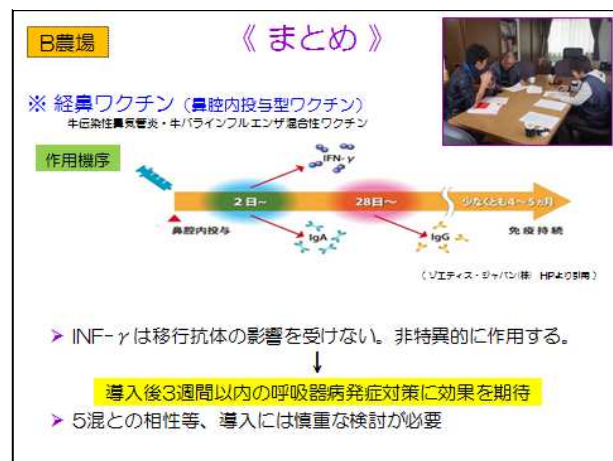 B農場
《 まとめ 》
※ 経鼻ワクチン（鼻腔内投与型ワクチン）
牛伝染性鼻気管炎・牛パラインフルエンザ混合性ワクチン
作用機序
IFN-γ
2日～
28日～
少なくとも4～5ヵ月
鼻腔内投与
IgA
IgG
免疫持続
（ゾエティス・ジャパン(株) HPより引用）
➢ INF-γは移行抗体の影響を受けない。非特異的に作用する。
↓
導入後3週間以内の呼吸器病発症対策に効果を期待
➢ 5混との相性等、導入には慎重な検討が必要